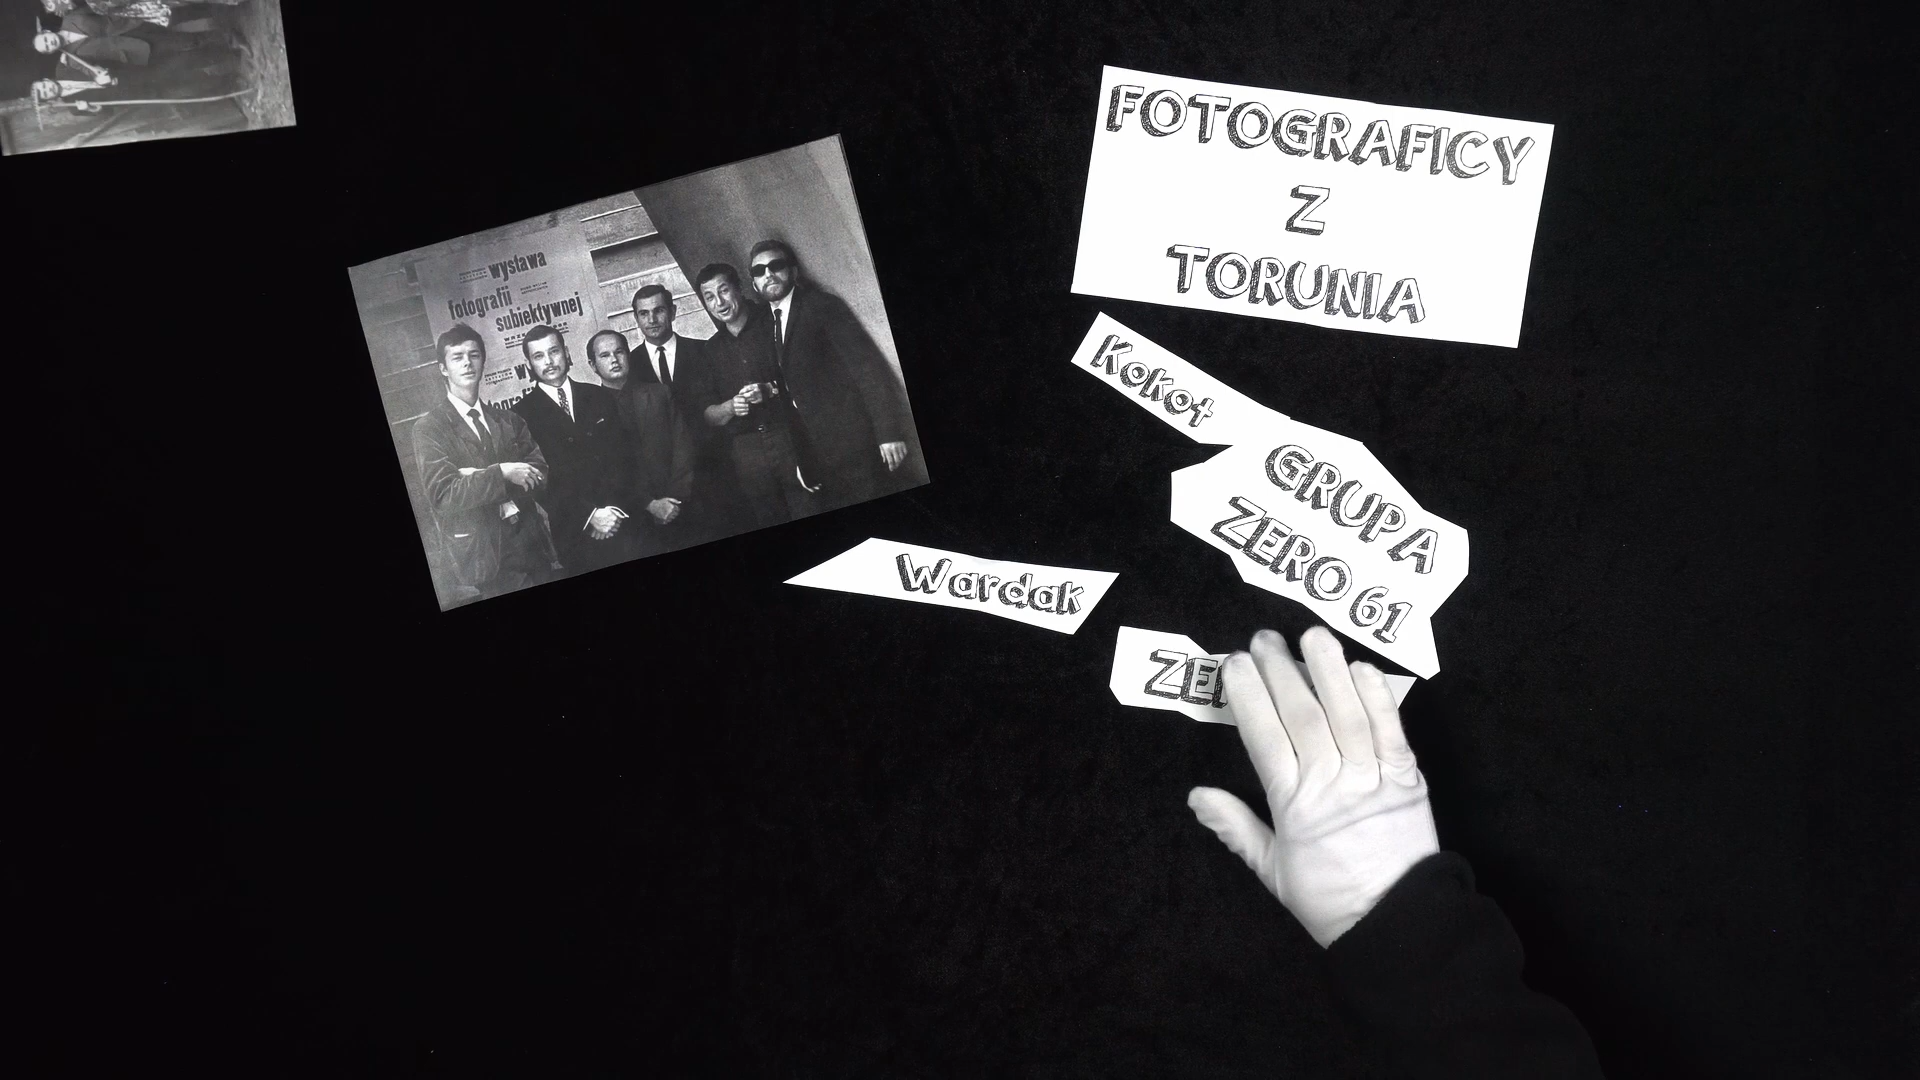 wystawa
fotografii
subiektywnej
FOTOGRAFICY
Z
TORUNIA
Kokot
GRUPA
ZERO 61
Wardak